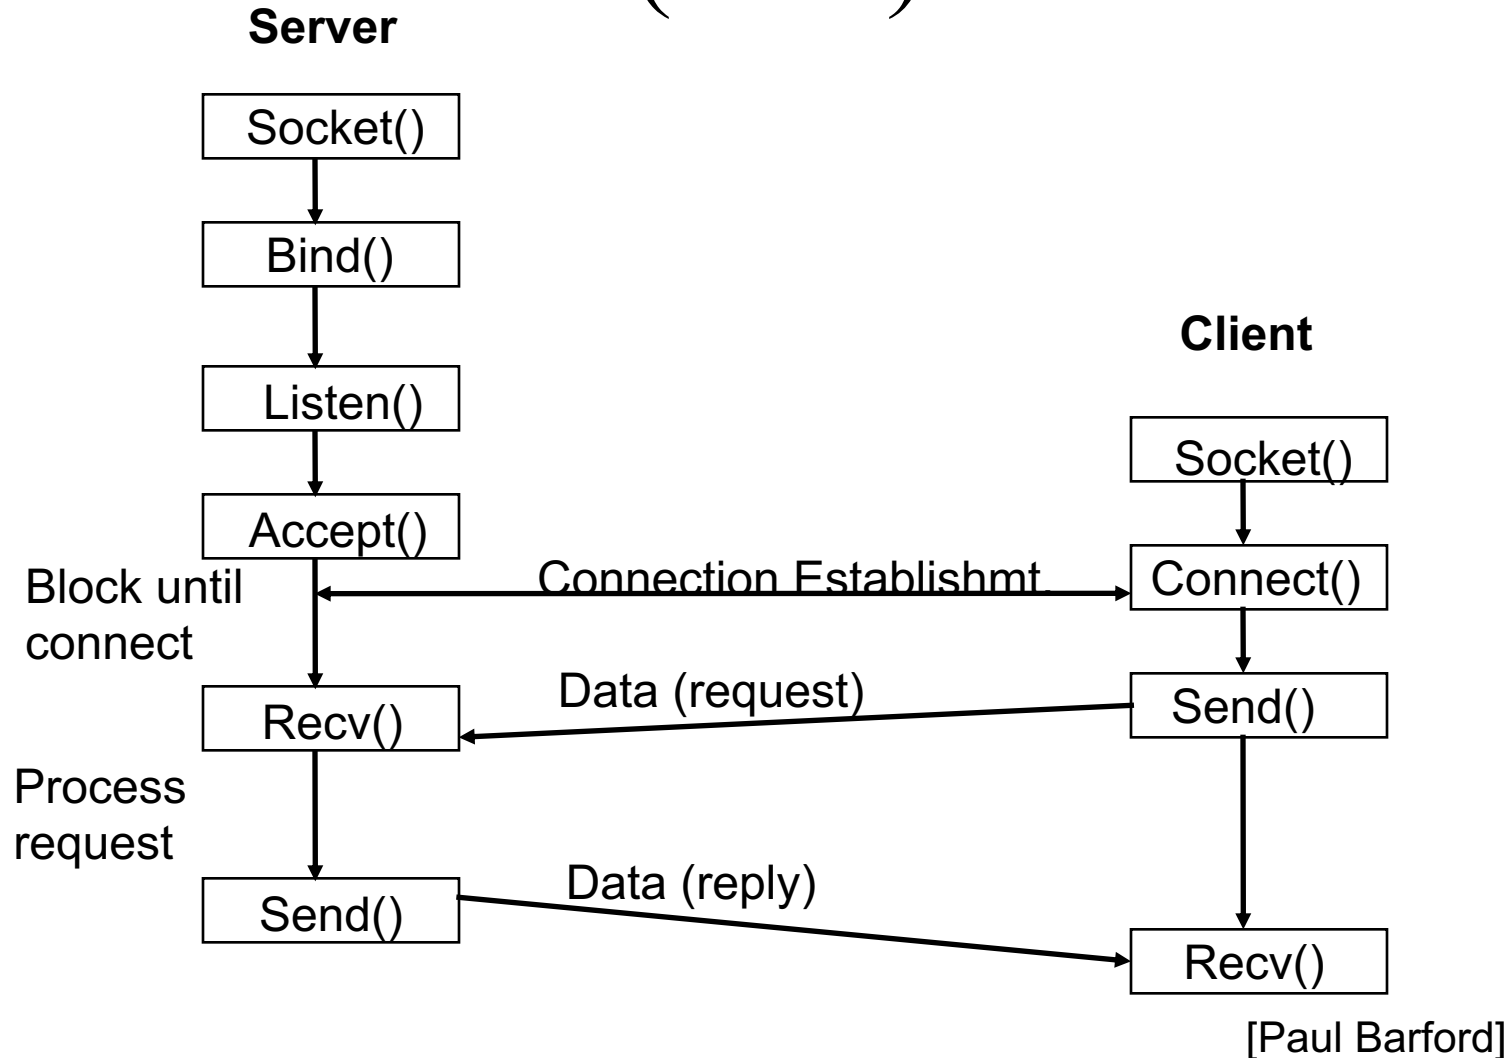 Server
Socket()
Bind()
Listen()
Accept()
Block until
connect
Recv()
Process
request
Send()
Client
Socket()
Connect()
Send()
Recv()
Connection Establishmt.
Data (request)
Data (reply)
[Paul Barford]